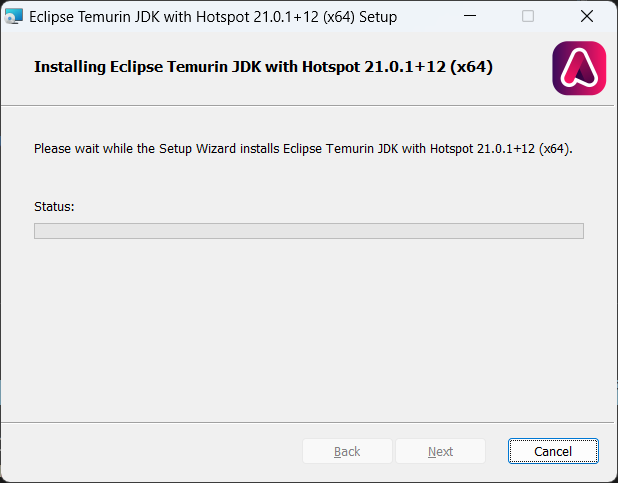 Eclipse Temurin JDK with Hotspot 21.0.1+12 (x64) Setup
Installing Eclipse Temurin JDK with Hotspot 21.0.1+12 (x64)
Please wait while the Setup Wizard installs Eclipse Temurin JDK with Hotspot 21.0.1+12 (x64).
Status:
Back Next Cancel